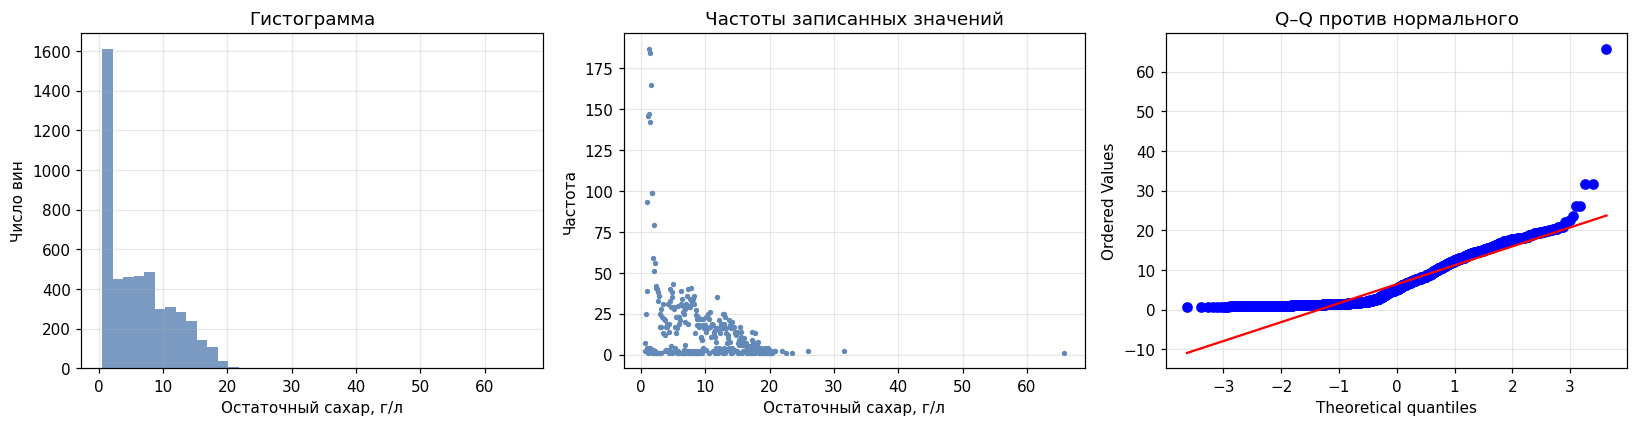 Гистограмма
1600
1400
1200
1000
800
600
400
200
0
Число вин
0 10 20 30 40 50 60
Остаточный сахар, г/л
Частоты записанных значений
175
150
125
100
75
50
25
0
Частота
0 10 20 30 40 50 60
Остаточный сахар, г/л
Q–Q против нормального
60
50
40
30
20
10
0
−10
Ordered Values
−3 −2 −1 0 1 2 3
Theoretical quantiles